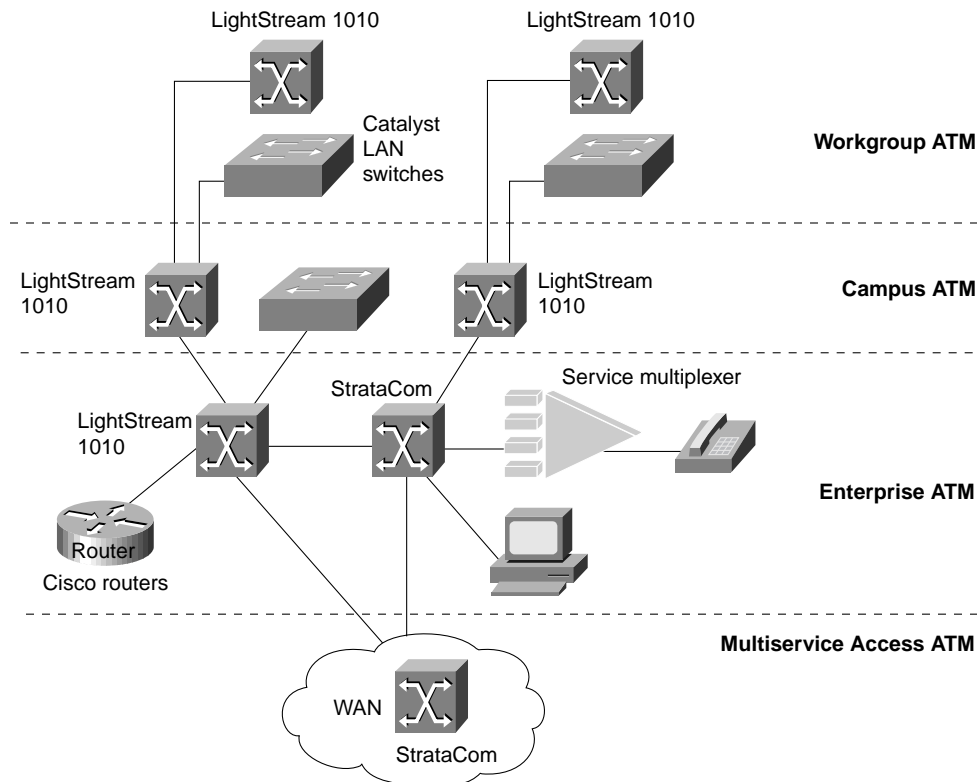 LightStream 1010
LightStream 1010
Catalyst
LAN
switches
Workgroup ATM
LightStream
1010
LightStream
1010
Campus ATM
LightStream
1010
StrataCom
Service multiplexer
Enterprise ATM
Router
Cisco routers
Multiservice Access ATM
WAN
StrataCom